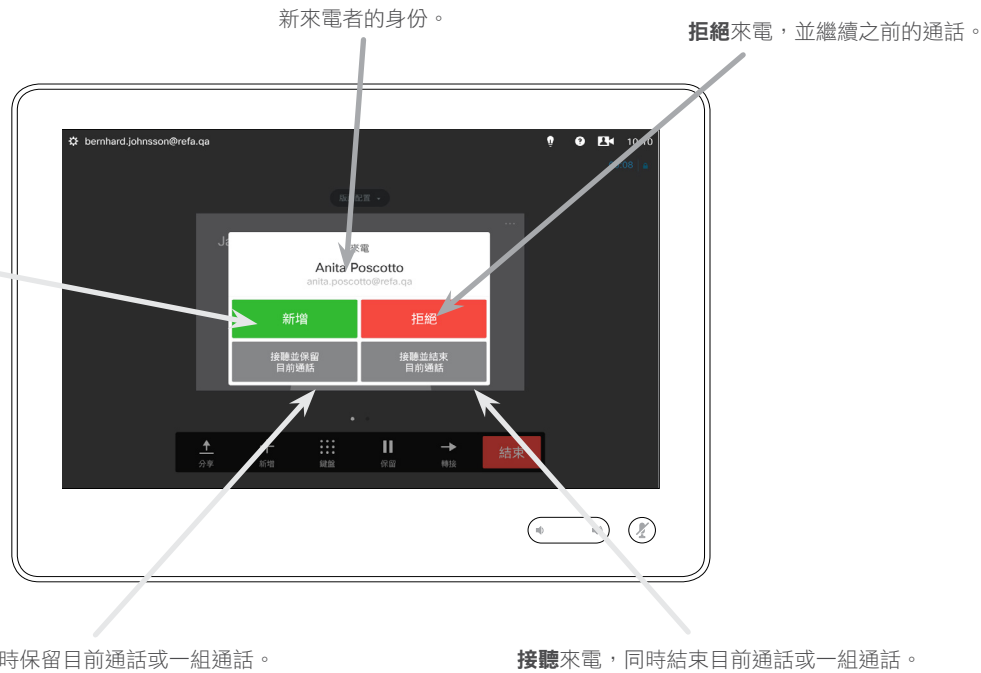 新來電者的身份。
拒絕來電，並繼續之前的通話。
bernhard.johnsson@refa.qa
來電
Anita Poscotto
anita.poscotto@refa.qa
新增
拒絕
接聽並保留
目前通話
接聽並結束
目前通話
分享
新增
鍵盤
保留
轉接
結束
時保留目前通話或一組通話。
接聽來電，同時結束目前通話或一組通話。